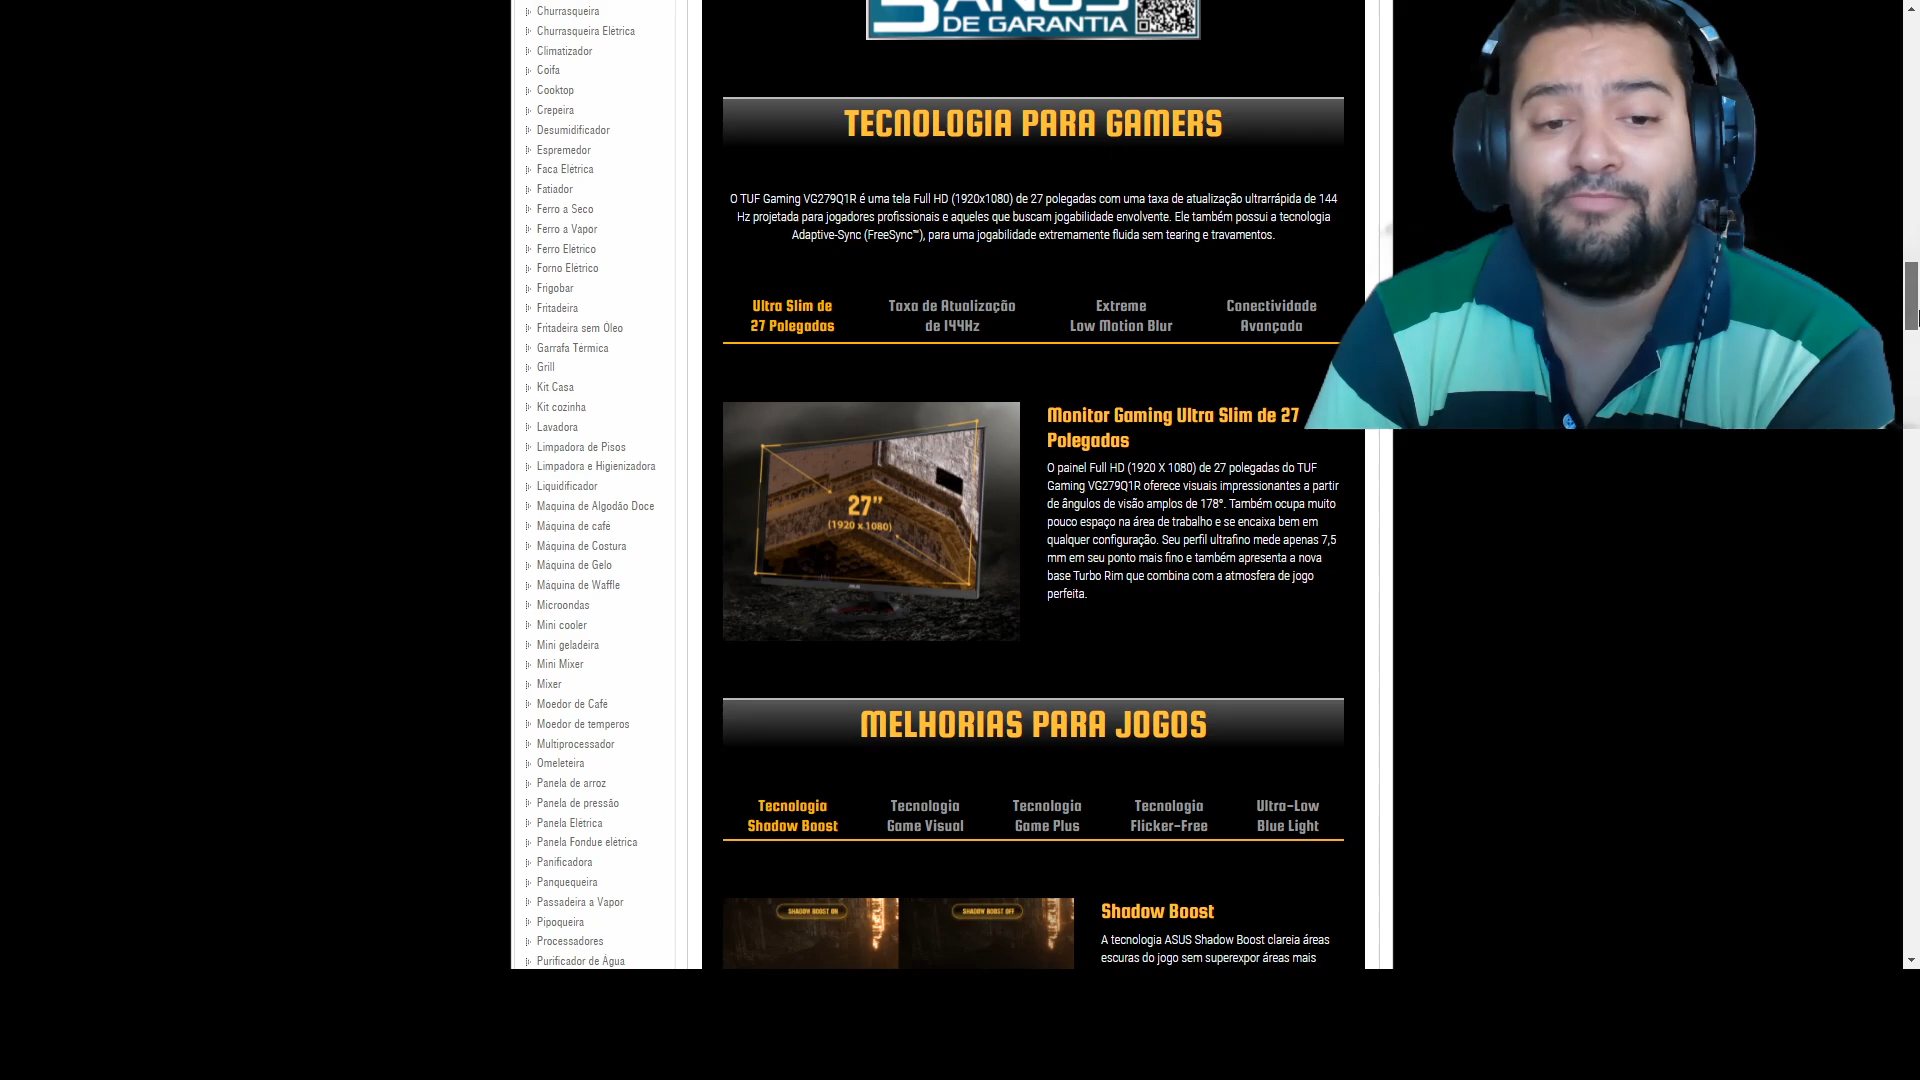 Churrasqueira
Churrasqueira Elétrica
Climatizador
Coifa
Cooktop
Crepeira
Desumidificador
Espremedor
Faca Elétrica
Fatiador
Ferro a Seco
Ferro a Vapor
Ferro Elétrico
Forno Elétrico
Frigobar
Fritadeira
Fritadeira sem Óleo
Garrafa Térmica
Grill
Kit Casa
Kit cozinha
Lavadora
Limpadora de Pisos
Limpadora e Higienizadora
Liquidificador
Maquina de Algodão Doce
Máquina de café
Máquina de Costura
Máquina de Gelo
Máquina de Waffle
Microondas
Mini cooler
Mini geladeira
Mini Mixer
Mixer
Moedor de Café
Moedor de temperos
Multiprocessador
Omeleteira
Panela de arroz
Panela de pressão
Panela Elétrica
Panela Fondue elétrica
Panificadora
Panquequeira
Passadeira a Vapor
Pipoqueira
Processadores
Purificador de Água
5 ANOS
DE GARANTIA
TECNOLOGIA PARA GAMERS
O TUF Gaming VG279Q1R é uma tela Full HD (1920x1080) de 27 polegadas com uma taxa de atualização ultrarrápida de 144
Hz projetada para jogadores profissionais e aqueles que buscam jogabilidade envolvente. Ele também possui a tecnologia
Adaptive-Sync (FreeSync™), para uma jogabilidade extremamente fluida sem tearing e travamentos.
Ultra Slim de
27 Polegadas
Taxa de Atualização
de 144Hz
Extreme
Low Motion Blur
Conectividade
Avançada
27”
(1920 x 1080)
Monitor Gaming Ultra Slim de 27
Polegadas
O painel Full HD (1920 X 1080) de 27 polegadas do TUF
Gaming VG279Q1R oferece visuais impressionantes a partir
de ângulos de visão amplos de 178°. Também ocupa muito
pouco espaço na área de trabalho e se encaixa bem em
qualquer configuração. Seu perfil ultrafino mede apenas 7,5
mm em seu ponto mais fino e também apresenta a nova
base Turbo Rim que combina com a atmosfera de jogo
perfeita.
MELHORIAS PARA JOGOS
Tecnologia
Shadow Boost
Tecnologia
Game Visual
Tecnologia
Game Plus
Tecnologia
Flicker-Free
Ultra-Low
Blue Light
SHADOW BOOST ON
SHADOW BOOST OFF
Shadow Boost
A tecnologia ASUS Shadow Boost clareia áreas
escuras do jogo sem superexpor áreas mais